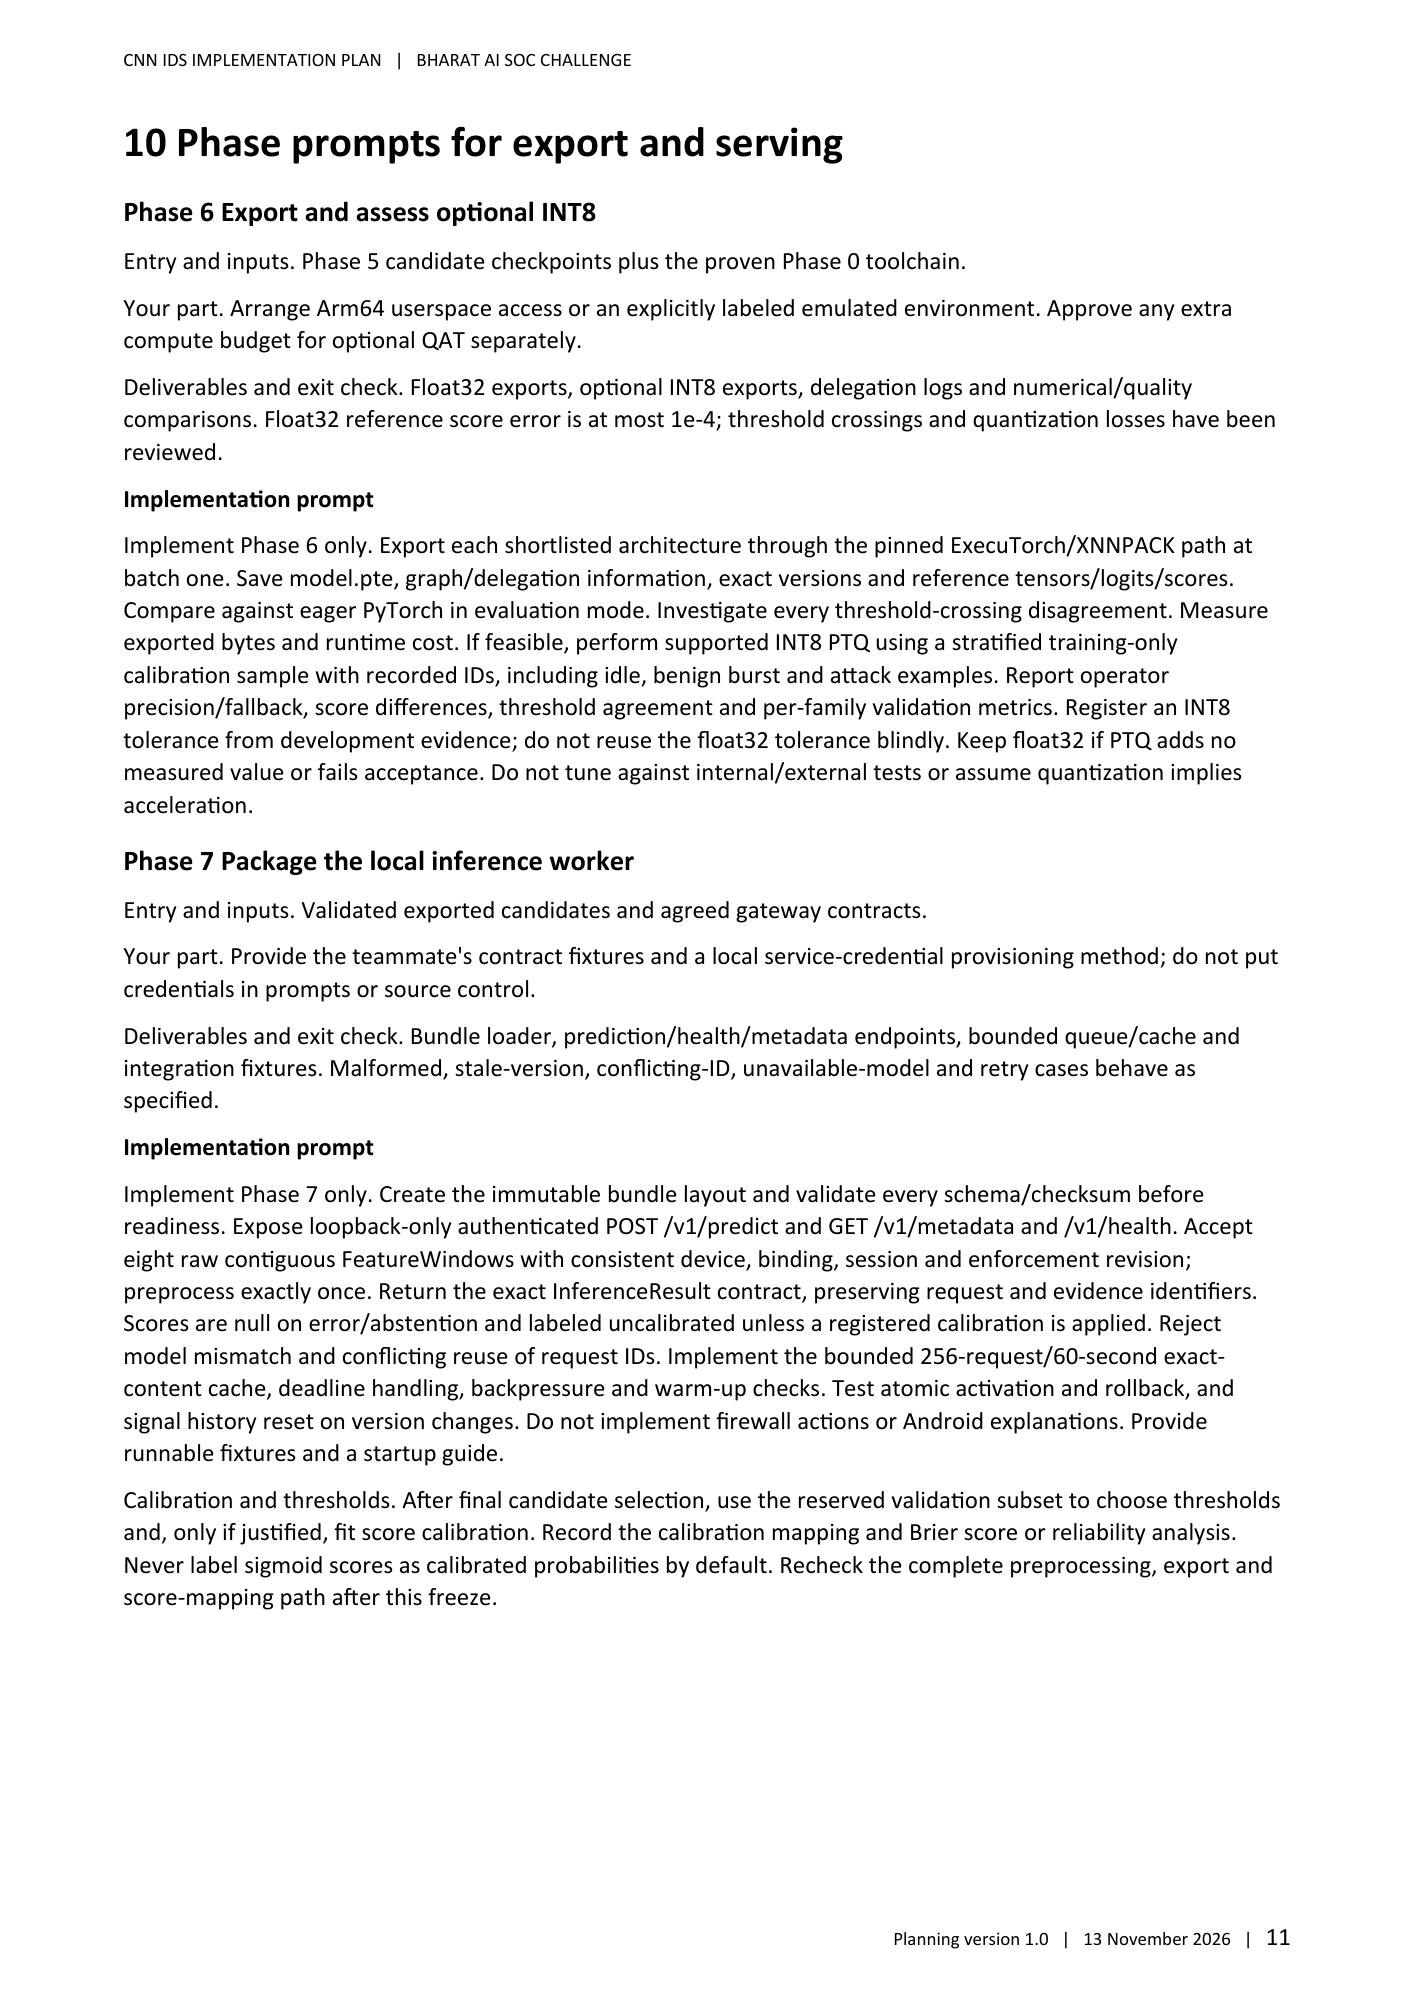 CNN IDS IMPLEMENTATION PLAN | BHARAT AI SOC CHALLENGE
10 Phase prompts for export and serving
Phase 6 Export and assess optional INT8
Entry and inputs. Phase 5 candidate checkpoints plus the proven Phase 0 toolchain.
Your part. Arrange Arm64 userspace access or an explicitly labeled emulated environment. Approve any extra
compute budget for optional QAT separately.
Deliverables and exit check. Float32 exports, optional INT8 exports, delegation logs and numerical/quality
comparisons. Float32 reference score error is at most 1e-4; threshold crossings and quantization losses have been
reviewed.
Implementation prompt
Implement Phase 6 only. Export each shortlisted architecture through the pinned ExecuTorch/XNNPACK path at
batch one. Save model.pte, graph/delegation information, exact versions and reference tensors/logits/scores.
Compare against eager PyTorch in evaluation mode. Investigate every threshold-crossing disagreement. Measure
exported bytes and runtime cost. If feasible, perform supported INT8 PTQ using a stratified training-only
calibration sample with recorded IDs, including idle, benign burst and attack examples. Report operator
precision/fallback, score differences, threshold agreement and per-family validation metrics. Register an INT8
tolerance from development evidence; do not reuse the float32 tolerance blindly. Keep float32 if PTQ adds no
measured value or fails acceptance. Do not tune against internal/external tests or assume quantization implies
acceleration.
Phase 7 Package the local inference worker
Entry and inputs. Validated exported candidates and agreed gateway contracts.
Your part. Provide the teammate's contract fixtures and a local service-credential provisioning method; do not put
credentials in prompts or source control.
Deliverables and exit check. Bundle loader, prediction/health/metadata endpoints, bounded queue/cache and
integration fixtures. Malformed, stale-version, conflicting-ID, unavailable-model and retry cases behave as
specified.
Implementation prompt
Implement Phase 7 only. Create the immutable bundle layout and validate every schema/checksum before
readiness. Expose loopback-only authenticated POST /v1/predict and GET /v1/metadata and /v1/health. Accept
eight raw contiguous FeatureWindows with consistent device, binding, session and enforcement revision;
preprocess exactly once. Return the exact InferenceResult contract, preserving request and evidence identifiers.
Scores are null on error/abstention and labeled uncalibrated unless a registered calibration is applied. Reject
model mismatch and conflicting reuse of request IDs. Implement the bounded 256-request/60-second exact-
content cache, deadline handling, backpressure and warm-up checks. Test atomic activation and rollback, and
signal history reset on version changes. Do not implement firewall actions or Android explanations. Provide
runnable fixtures and a startup guide.
Calibration and thresholds. After final candidate selection, use the reserved validation subset to choose thresholds
and, only if justified, fit score calibration. Record the calibration mapping and Brier score or reliability analysis.
Never label sigmoid scores as calibrated probabilities by default. Recheck the complete preprocessing, export and
score-mapping path after this freeze.
Planning version 1.0 | 13 November 2026 | 11